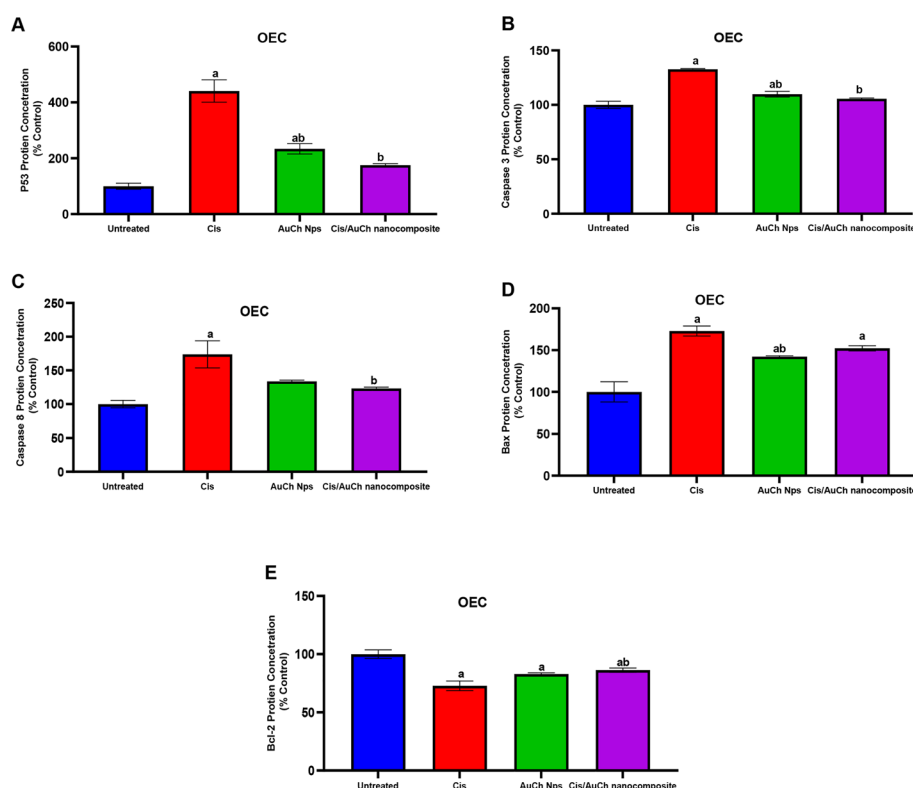 A
OEC
P53 Protien Concetration
(% Control)
600
400
200
0
a
ab
b
Untreated
Cis
AuCh Nps
Cis/AuCh nanocomposite
B
OEC
Caspase 3 Protien Concetration
(% Control)
150
100
50
0
a
ab
b
Untreated
Cis
AuCh Nps
Cis/AuCh nanocomposite
C
OEC
Caspase 8 Protien Concetration
(% Control)
250
200
150
100
50
0
a
b
Untreated
Cis
AuCh Nps
Cis/AuCh nanocomposite
D
OEC
Bax Protien Concetration
(% Control)
200
150
100
50
0
a
ab
a
Untreated
Cis
AuCh Nps
Cis/AuCh nanocomposite
E
OEC
Bcl-2 Protien Concetration
(% Control)
150
100
50
0
a
a
ab
Untreated
Cis
AuCh Nps
Cis/AuCh nanocomposite